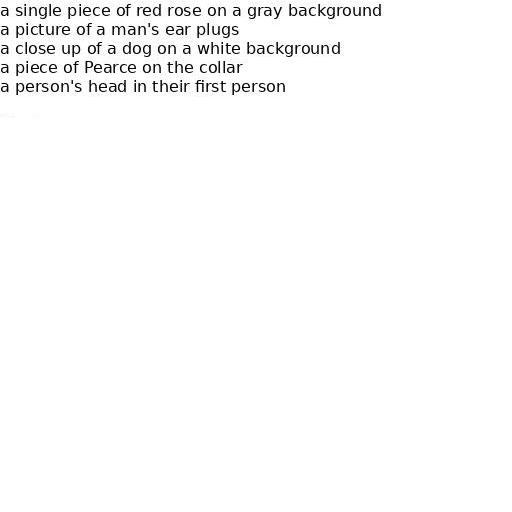 a single piece of red rose on a gray background
a picture of a man's ear plugs
a close up of a dog on a white background
a piece of Pearce on the collar
a person's head in their first person